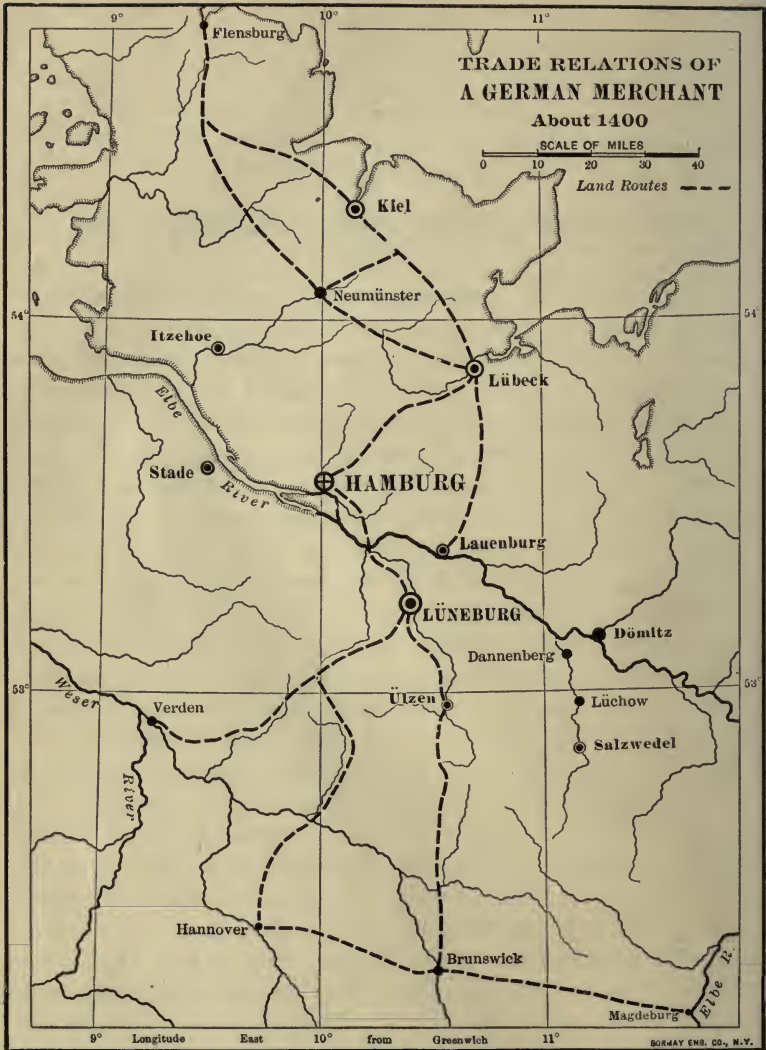 9°
10°
11°
Flensburg
TRADE RELATIONS OF
A GERMAN MERCHANT
About 1400
SCALE OF MILES
0 10 20 30 40
Land Routes
Kiel
Neumünster
54°
54°
Itzehoe
Lübeck
Elbe
River
Stade
HAMBURG
Lauenburg
LÜNEBURG
Dömitz
Dannenberg
53°
53°
Weser
River
Verden
Ülzen
Lüchow
Salzwedel
Hannover
Brunswick
Magdeburg
Elbe R.
9° Longitude East 10° from Greenwich 11°
BORMAY ENG. CO., N.Y.